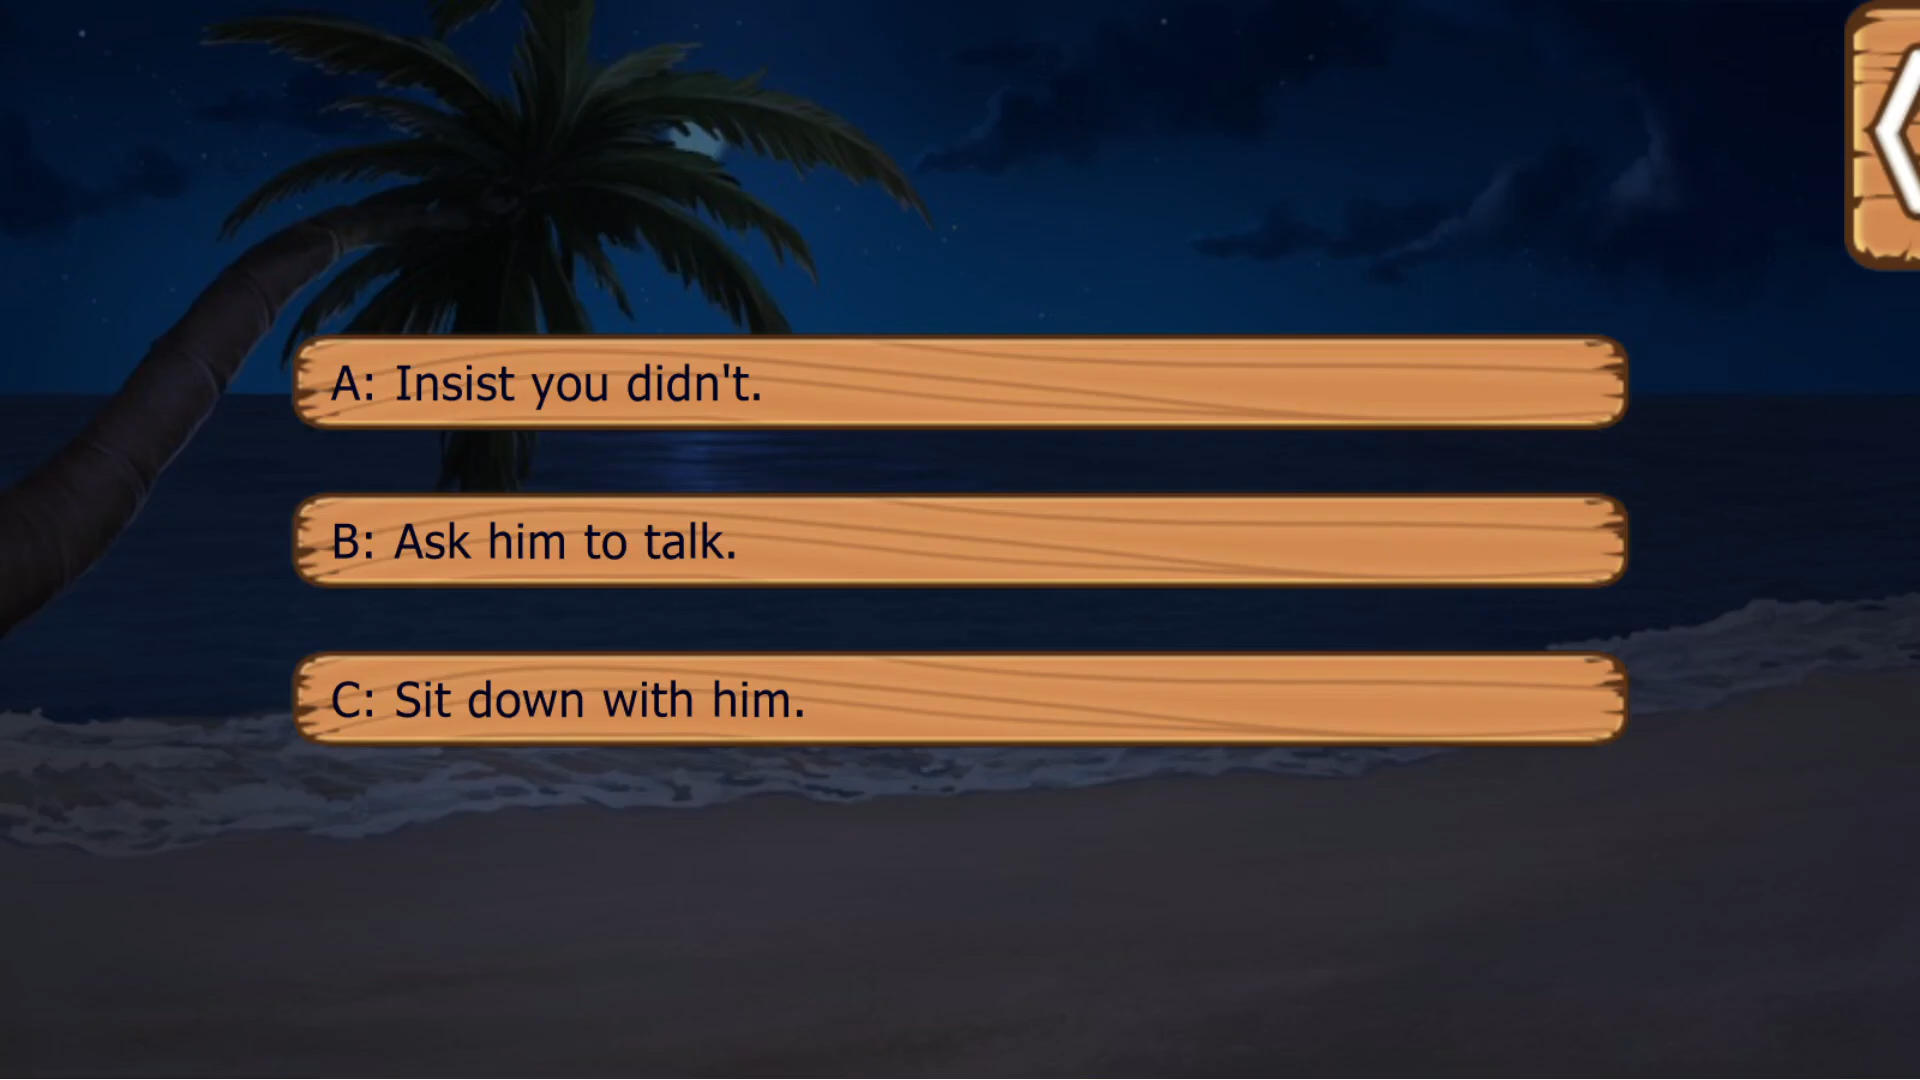 A: Insist you didn't.
B: Ask him to talk.
C: Sit down with him.